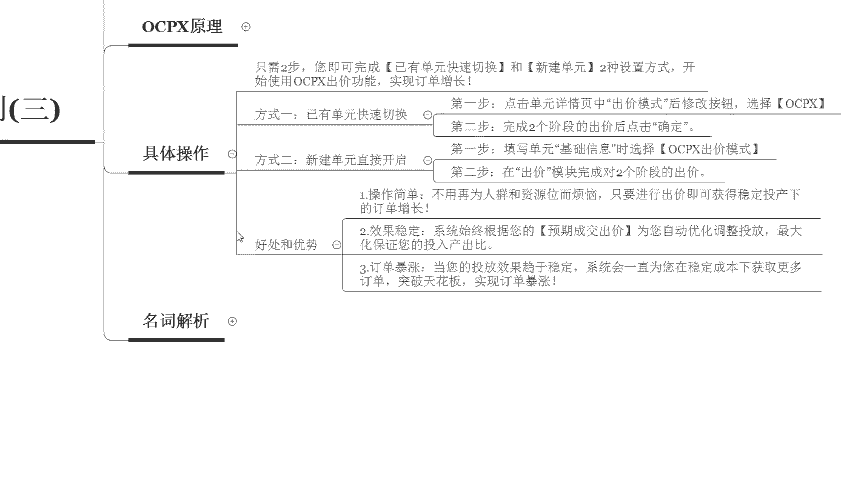 OCPX原理
(三)
只需2步，您即可完成【已有单元快速切换】和【新建单元】2种设置方式，开
始使用OCPX出价功能，实现订单增长！
方式一：已有单元快速切换
第一步：点击单元详情页中“出价模式”后修改按钮，选择【OCPX】
第二步：完成2个阶段的出价后点击“确定”。
具体操作
方式二：新建单元直接开启
第一步：填写单元“基础信息”时选择【OCPX出价模式】
第二步：在“出价”模块完成对2个阶段的出价。
好处和优势
1.操作简单：不用再为人群和资源位而烦恼，只要进行出价即可获得稳定投产下
的订单增长！
2.效果稳定：系统始终根据您的【预期成交出价】为您自动优化调整投放，最大
化保证您的投入产出比。
3.订单暴涨：当您的投放效果趋于稳定，系统会一直为您在稳定成本下获取更多
订单，突破天花板，实现订单暴涨！
名词解析